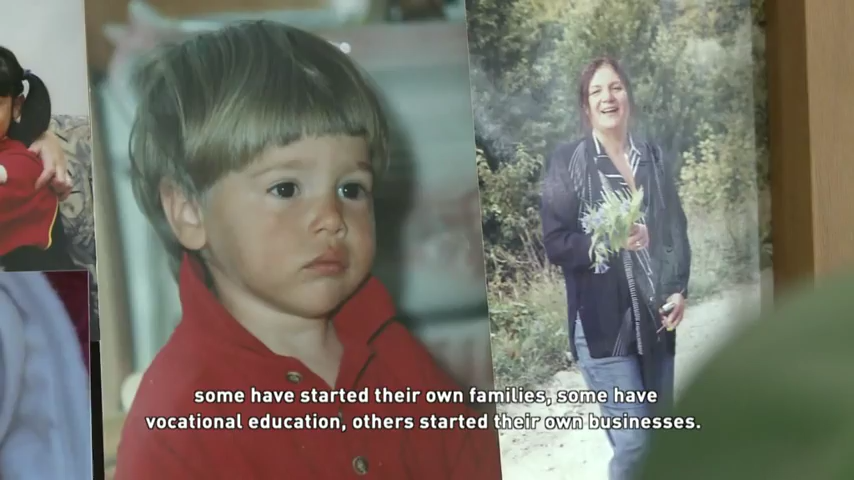 some have started their own families, some have
vocational education, others started their own businesses.